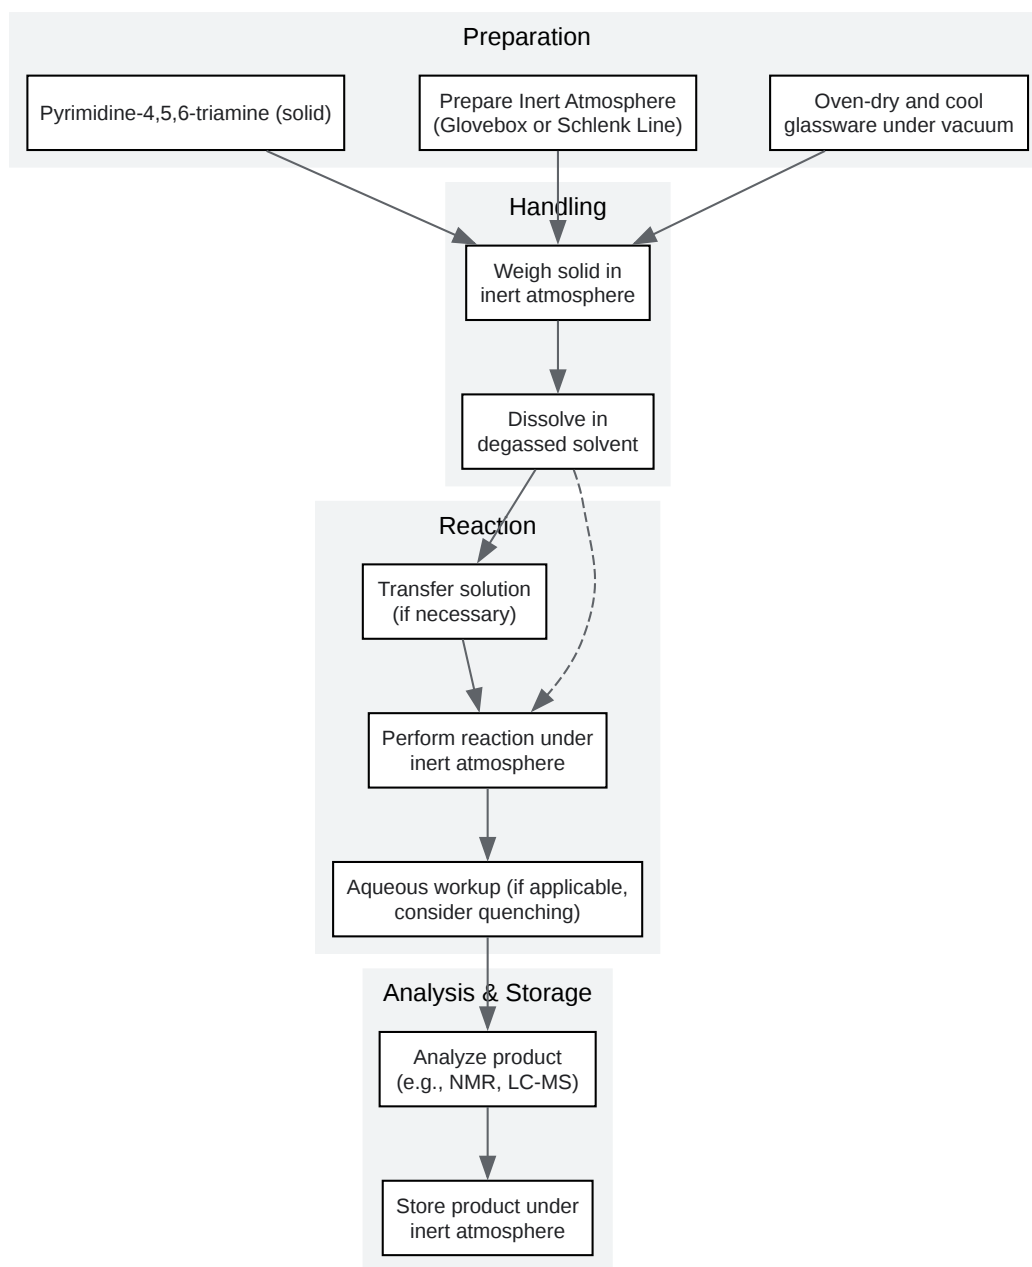 Preparation
Pyrimidine-4,5,6-triamine (solid)
Prepare Inert Atmosphere
(Glovebox or Schlenk Line)
Oven-dry and cool
glassware under vacuum
Handling
Weigh solid in
inert atmosphere
Dissolve in
degassed solvent
Reaction
Transfer solution
(if necessary)
Perform reaction under
inert atmosphere
Aqueous workup (if applicable,
consider quenching)
Analysis & Storage
Analyze product
(e.g., NMR, LC-MS)
Store product under
inert atmosphere